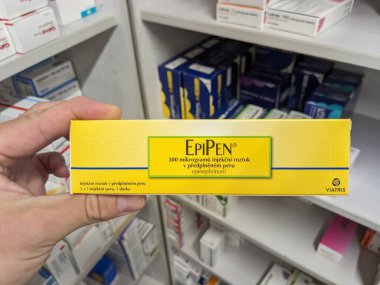 EPIPEN®
300 mikrogramů injekční roztok
v předplněném peru
epinephrinum
Injekční roztok v předplněném peru
1 x 1 injekční pero, 1 dávka
VIATRIS